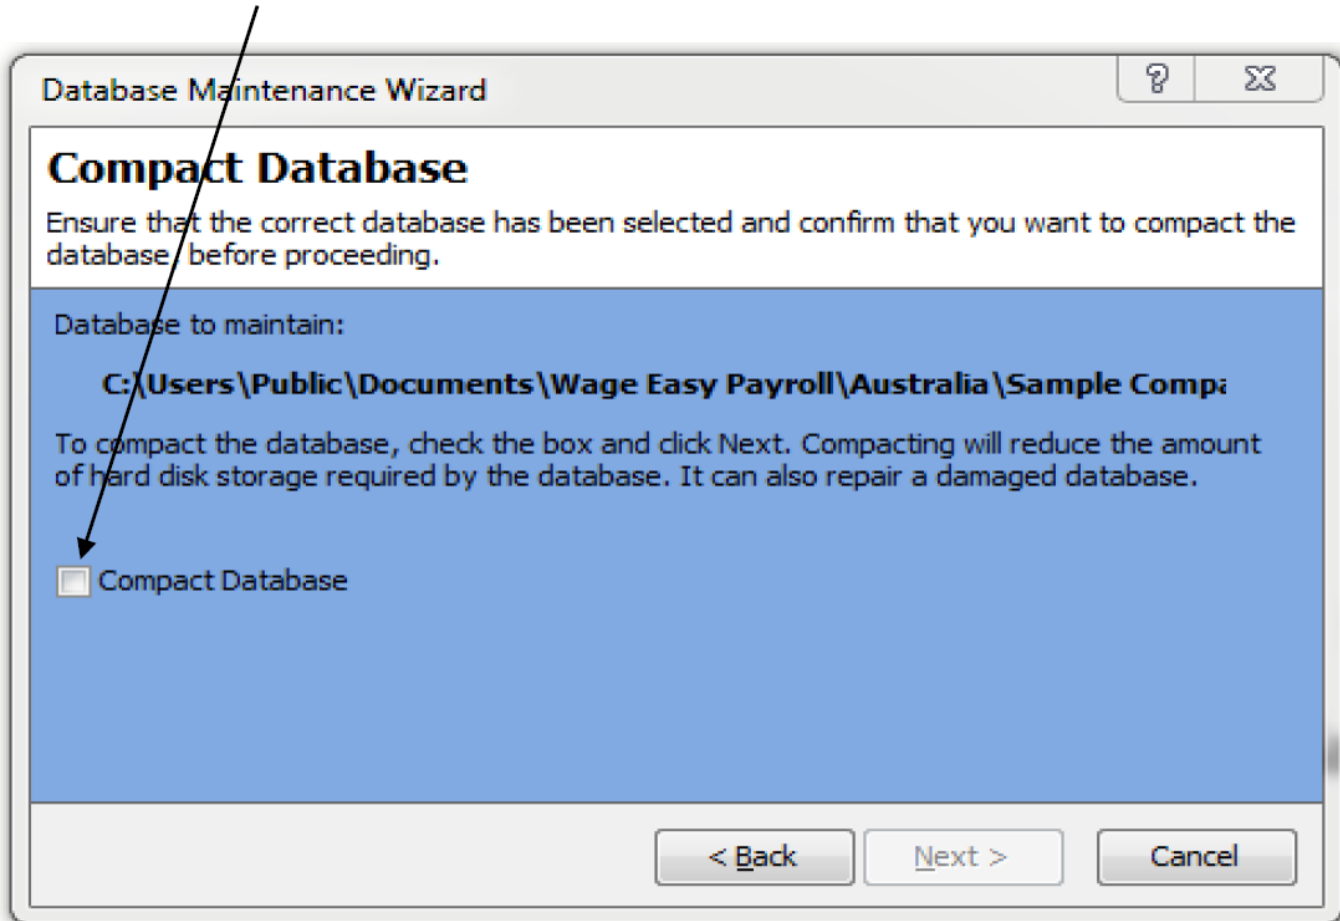 Database Maintenance Wizard
Compact Database
Ensure that the correct database has been selected and confirm that you want to compact the
database, before proceeding.
Database to maintain:
C:\Users\Public\Documents\Wage Easy Payroll\Australia\Sample Compa
To compact the database, check the box and click Next. Compacting will reduce the amount
of hard disk storage required by the database. It can also repair a damaged database.
Compact Database
< Back Next > Cancel